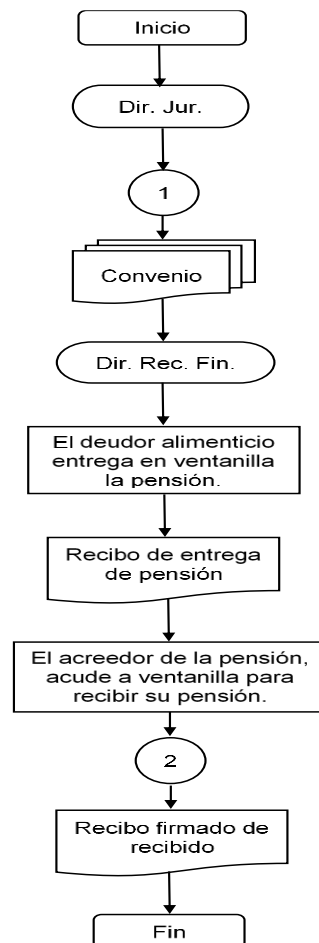 Inicio
Dir. Jur.
1
Convenio
Dir. Rec. Fin.
El deudor alimenticio
entrega en ventanilla
la pensión.
Recibo de entrega
de pensión
El acreedor de la pensión,
acude a ventanilla para
recibir su pensión.
2
Recibo firmado de
recibido
Fin